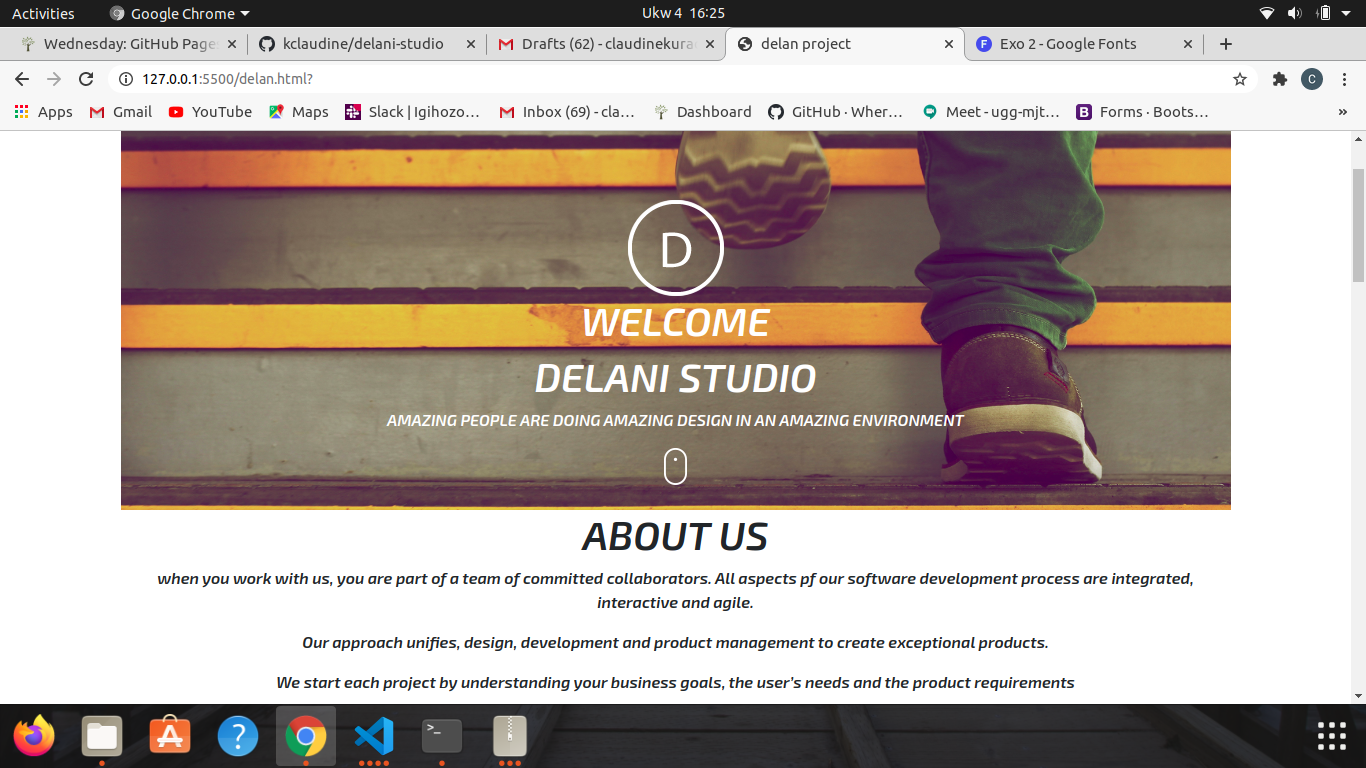 Activities Google Chrome Ukw 4 16:25
Wednesday: GitHub Page
kclaudine/delani-studio
Drafts (62) - claudinekura
delan project
Exo 2 - Google Fonts
127.0.0.1:5500/delan.html?
C
Apps Gmail YouTube Maps Slack | Igihozo… Inbox (69) - cla… Dashboard GitHub · Wher… Meet - ugg-mjt… Forms · Boots… »
D
WELCOME
DELANI STUDIO
AMAZING PEOPLE ARE DOING AMAZING DESIGN IN AN AMAZING ENVIRONMENT
ABOUT US
when you work with us, you are part of a team of committed collaborators. All aspects pf our software development process are integrated,
interactive and agile.
Our approach unifies, design, development and product management to create exceptional products.
We start each project by understanding your business goals, the user's needs and the product requirements